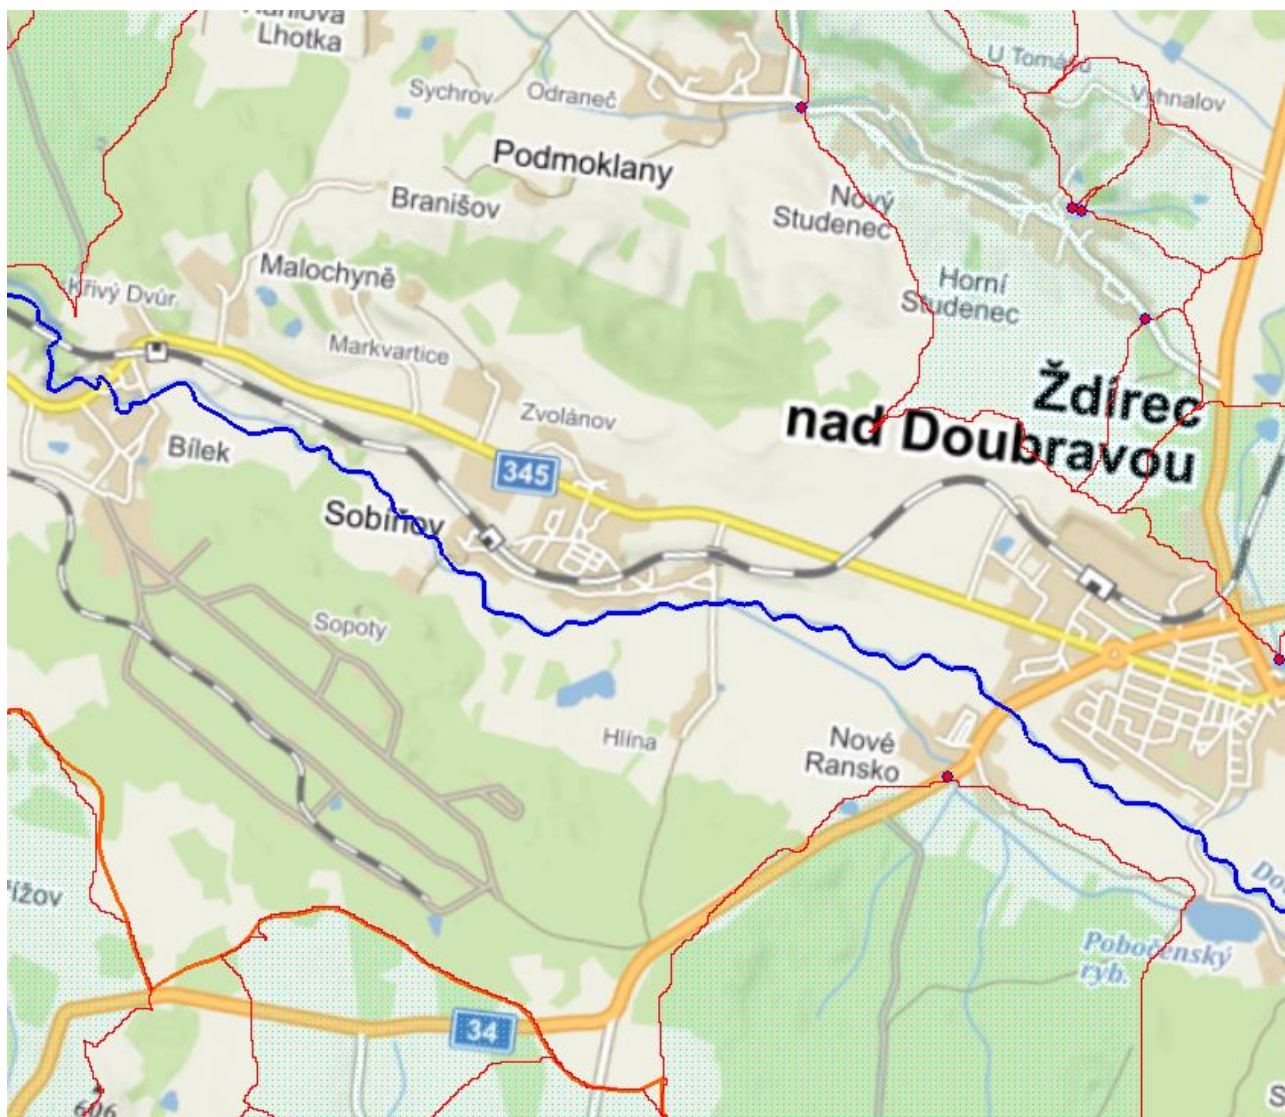 Lhotka
U Tomášů
Sychrov
Odraneč
Vyhnalov
Podmoklany
Branišov
Nový
Studenec
Malochyně
Horní
Studenec
Křivý Dvůr
Markvartice
Ždírec
nad Doubravou
Zvolánov
Bílek
345
Sobíňov
Sopoty
Hlína
Nové
Ransko
Pobočenský
ryb.
34
606